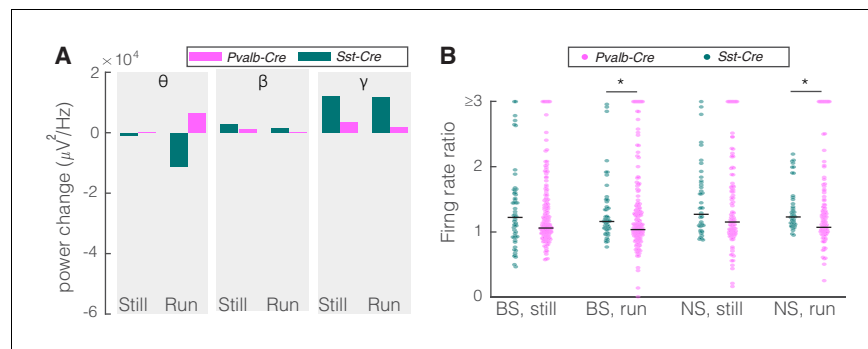 A
Pvalb-Cre Sst-Cre
power change (μV²/Hz)
2 ×10⁴
0
-2
-4
-6
θ β γ
Still Run Still Run Still Run
B
Pvalb-Cre Sst-Cre
Firng rate ratio
≥3
2
1
0
* *
BS, still BS, run NS, still NS, run